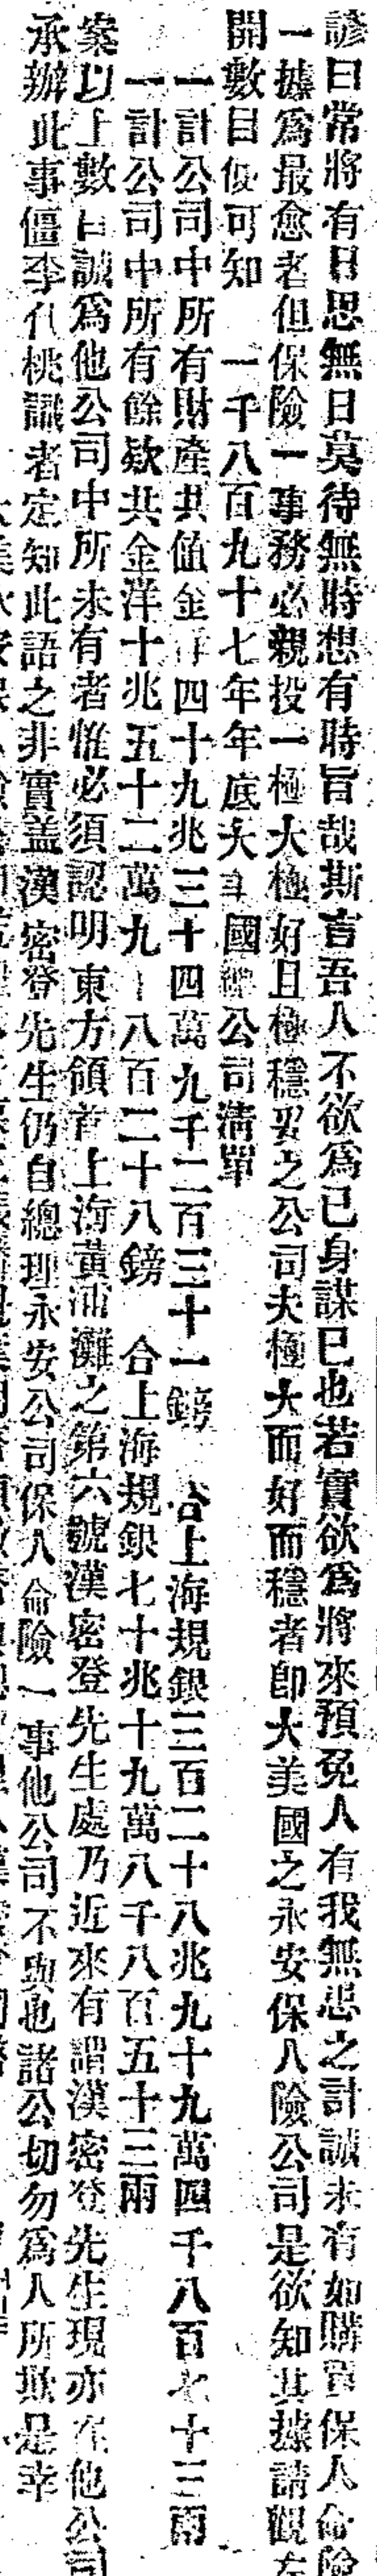 諺曰常將有日思無日莫待無時想有時旨哉斯言吾人不欲爲已身謀已也若實欲爲將來預免人有我無思之計誠未有如購買保人命險
一據爲最愈者但保險一事務必親投一極大極好且極穩妥之公司夫極大而好而穩者卽大美國之永安保人險公司是欲知其據請觀左
開數目便可知 一千八百九十七年年底大美國公司清單
一計公司中所有財產共値金洋四十九兆三十四萬九千二百三十一鎊 合上海規銀三百二十八兆九十九萬四千八百七十三兩
一計公司中所有餘欵共金洋十兆五十二萬九千八百二十八鎊 合上海規銀七十兆十九萬八千八百五十三兩
案以上數目誠爲他公司中所未有者惟必須認明東方領首上海黃浦灘之第六號漢密登先生處乃近來有謂漢密登先生現亦在他公司
承辦此事僵李代桃識者定知此語之非實盖漢密登先生仍自總理永安公司保人命險一事他公司不與也諸公切勿爲人所欺是幸